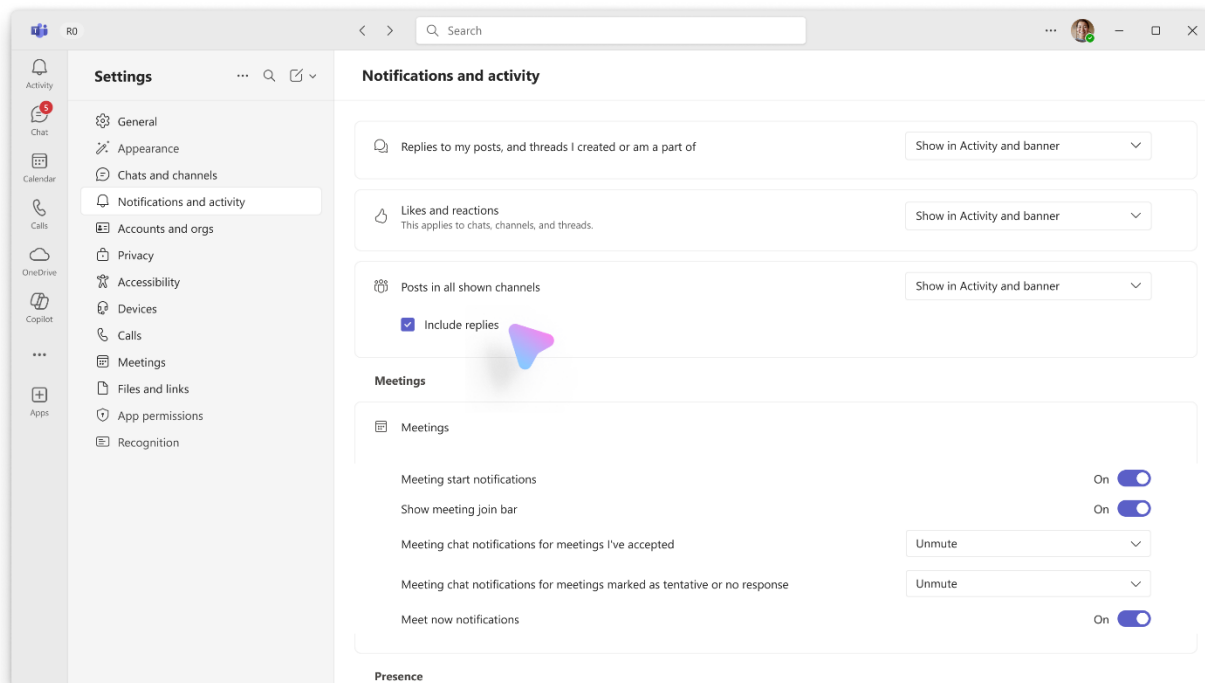 R0
Search
Activity
5
Chat
Calendar
Calls
OneDrive
Copilot
Apps
Settings
General
Appearance
Chats and channels
Notifications and activity
Accounts and orgs
Privacy
Accessibility
Devices
Calls
Meetings
Files and links
App permissions
Recognition
Notifications and activity
Replies to my posts, and threads I created or am a part of
Show in Activity and banner
Likes and reactions
This applies to chats, channels, and threads.
Show in Activity and banner
Posts in all shown channels
Show in Activity and banner
Include replies
Meetings
Meetings
Meeting start notifications
On
Show meeting join bar
On
Meeting chat notifications for meetings I've accepted
Unmute
Meeting chat notifications for meetings marked as tentative or no response
Unmute
Meet now notifications
On
Presence